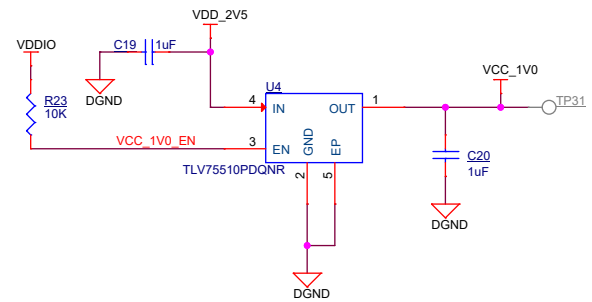 VDD_2V5
C19 1uF
VDDIO
DGND
R23
10K
U4
4 IN OUT 1
VCC_1V0
TP31
VCC_1V0_EN 3 EN
GND EP
TLV75510PDQNR
2 5
C20
1uF
DGND
DGND